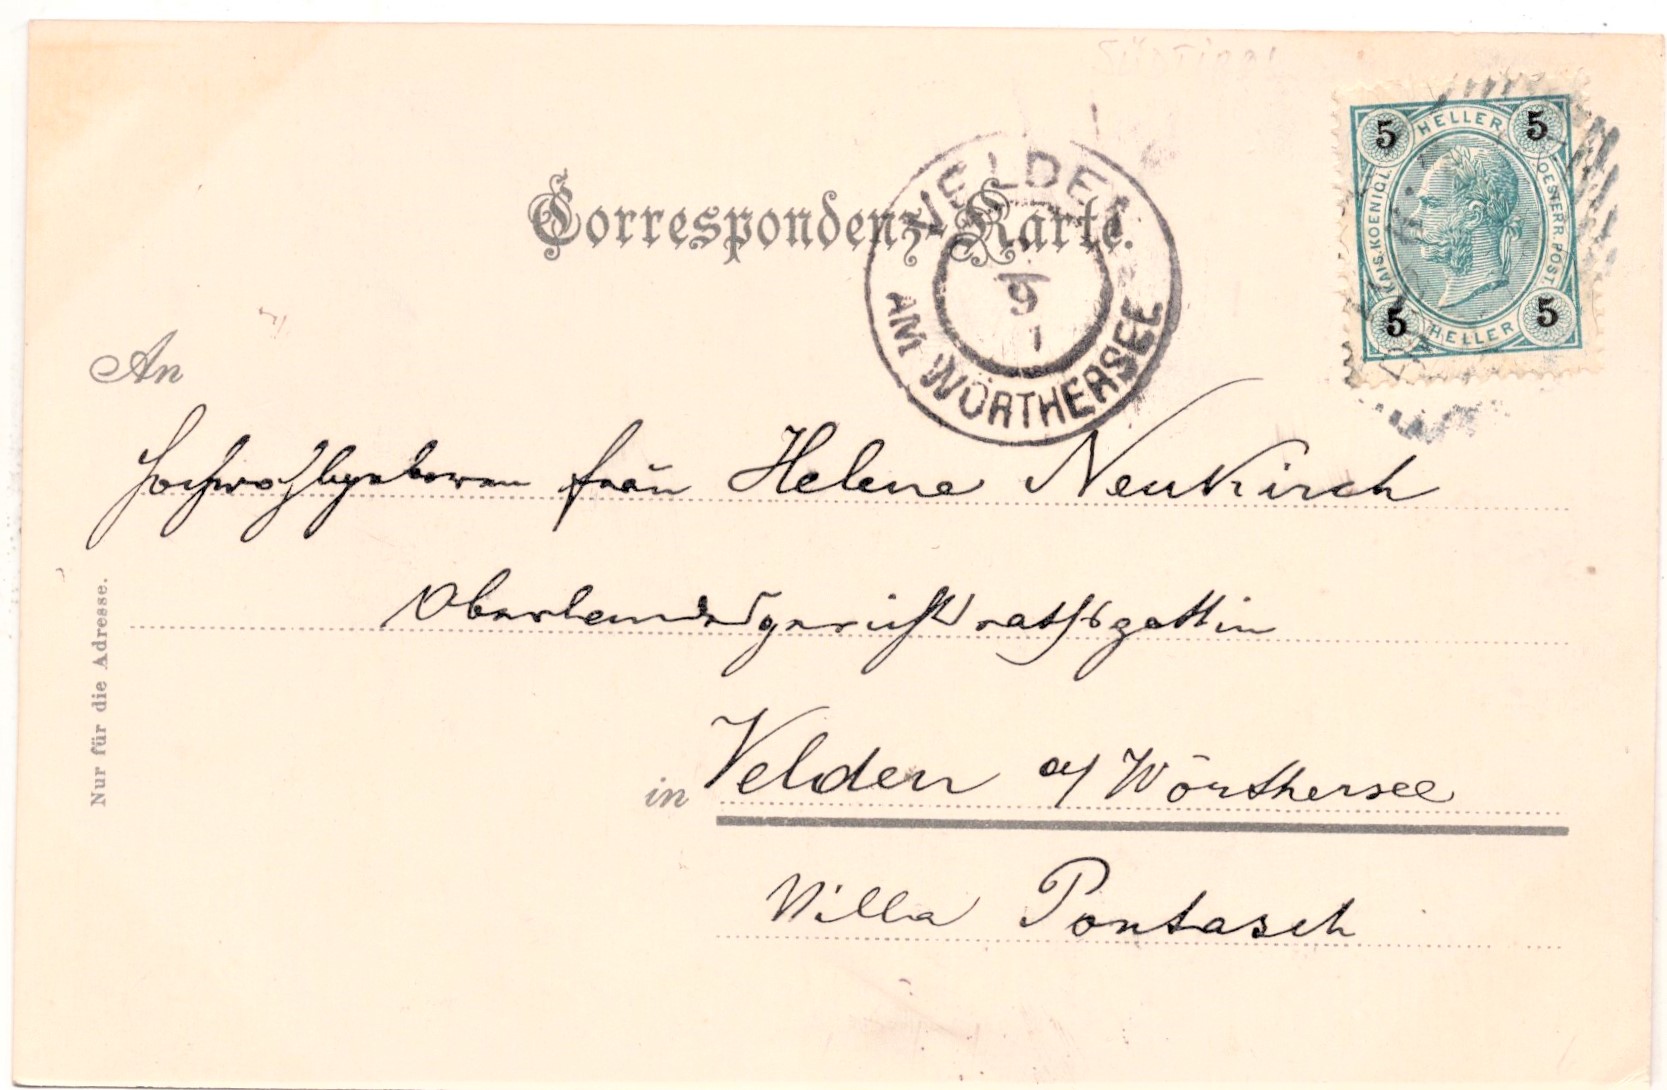 SÜDTIROL
Correspondenz-Karte.
VELDEN
9
1
AM WÖRTHERSEE
5 HELLER 5
KAIS. KOENIGL. OESTERR. POST
5 HELLER 5
An
Hochwohlgeboren Frau Helene Neukirch
Oberlandesgerichtsrathsgattin
in Velden a/ Wörthersee
Villa Pontasch
Nur für die Adresse.